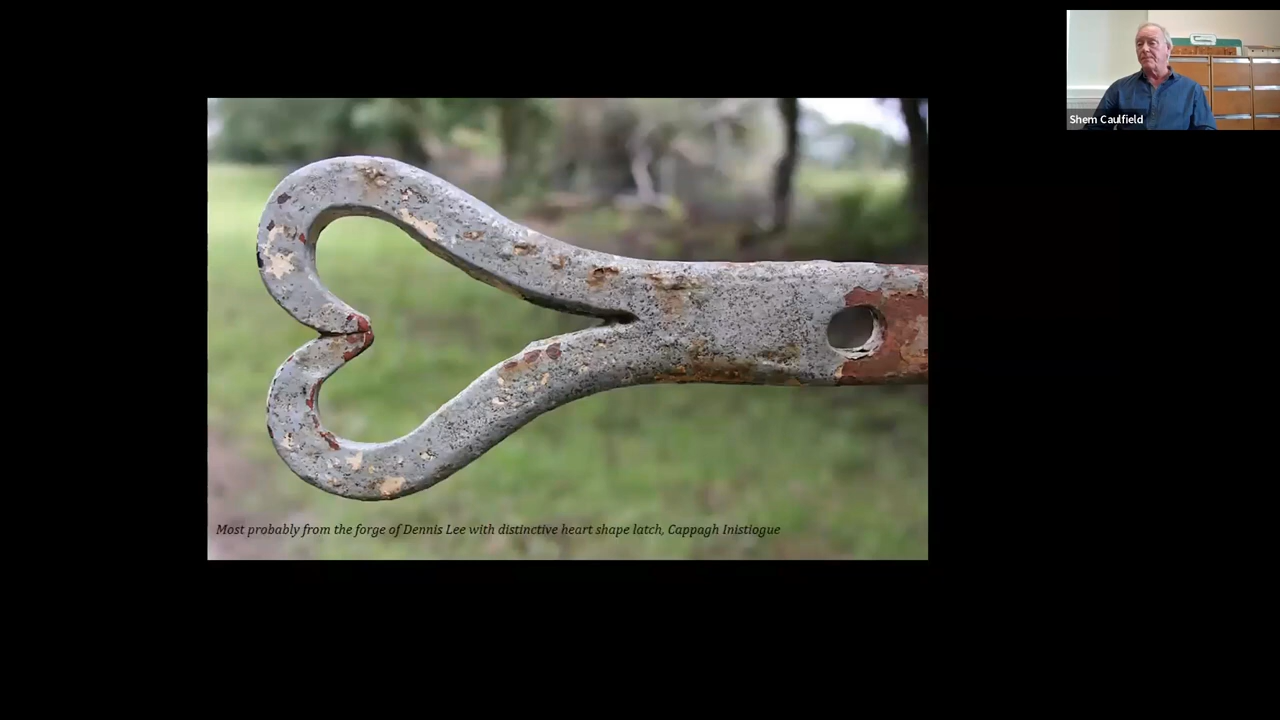 Shem Caulfield
Most probably from the forge of Dennis Lee with distinctive heart shape latch, Cappagh Inistiogue